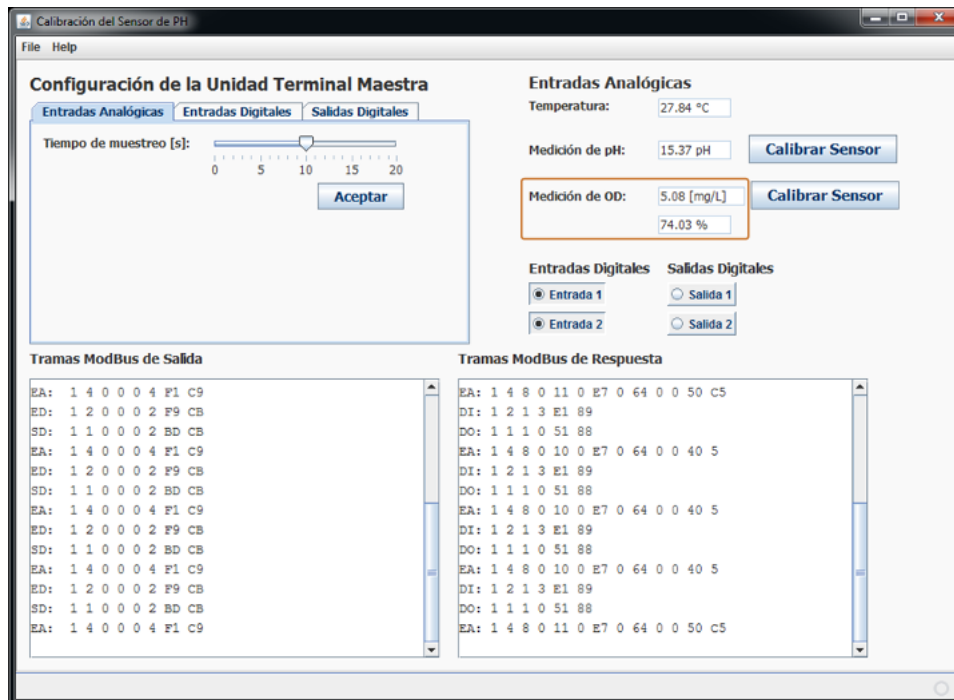 Calibración del Sensor de PH
File Help
Configuración de la Unidad Terminal Maestra
Entradas Analógicas Entradas Digitales Salidas Digitales
Tiempo de muestreo [s]:
0 5 10 15 20
Aceptar
Entradas Analógicas
Temperatura: 27.84 °C
Medición de pH: 15.37 pH Calibrar Sensor
Medición de OD: 5.08 [mg/L] Calibrar Sensor
74.03 %
Entradas Digitales Salidas Digitales
Entrada 1 Salida 1
Entrada 2 Salida 2
Tramas ModBus de Salida
EA: 1 4 0 0 0 4 F1 C9
ED: 1 2 0 0 0 2 F9 CB
SD: 1 1 0 0 0 2 BD CB
EA: 1 4 0 0 0 4 F1 C9
ED: 1 2 0 0 0 2 F9 CB
SD: 1 1 0 0 0 2 BD CB
EA: 1 4 0 0 0 4 F1 C9
ED: 1 2 0 0 0 2 F9 CB
SD: 1 1 0 0 0 2 BD CB
EA: 1 4 0 0 0 4 F1 C9
ED: 1 2 0 0 0 2 F9 CB
SD: 1 1 0 0 0 2 BD CB
EA: 1 4 0 0 0 4 F1 C9
Tramas ModBus de Respuesta
EA: 1 4 8 0 11 0 E7 0 64 0 0 50 C5
DI: 1 2 1 3 E1 89
DO: 1 1 1 0 51 88
EA: 1 4 8 0 10 0 E7 0 64 0 0 40 5
DI: 1 2 1 3 E1 89
DO: 1 1 1 0 51 88
EA: 1 4 8 0 10 0 E7 0 64 0 0 40 5
DI: 1 2 1 3 E1 89
DO: 1 1 1 0 51 88
EA: 1 4 8 0 10 0 E7 0 64 0 0 40 5
DI: 1 2 1 3 E1 89
DO: 1 1 1 0 51 88
EA: 1 4 8 0 11 0 E7 0 64 0 0 50 C5